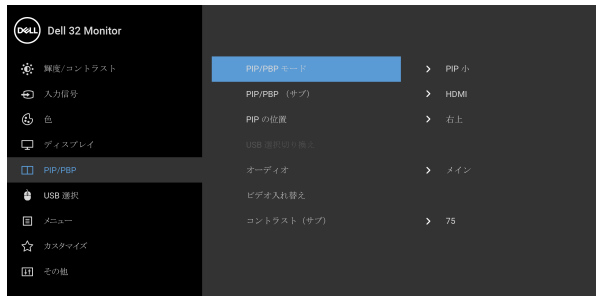 DELL Dell 32 Monitor
輝度/コントラスト
入力信号
色
ディスプレイ
PIP/PBP
USB 選択
メニュー
カスタマイズ
その他
PIP/PBP モード PIP 小
PIP/PBP （サブ） HDMI
PIP の位置 右上
USB 選択切り換え
オーディオ メイン
ビデオ入れ替え
コントラスト（サブ） 75